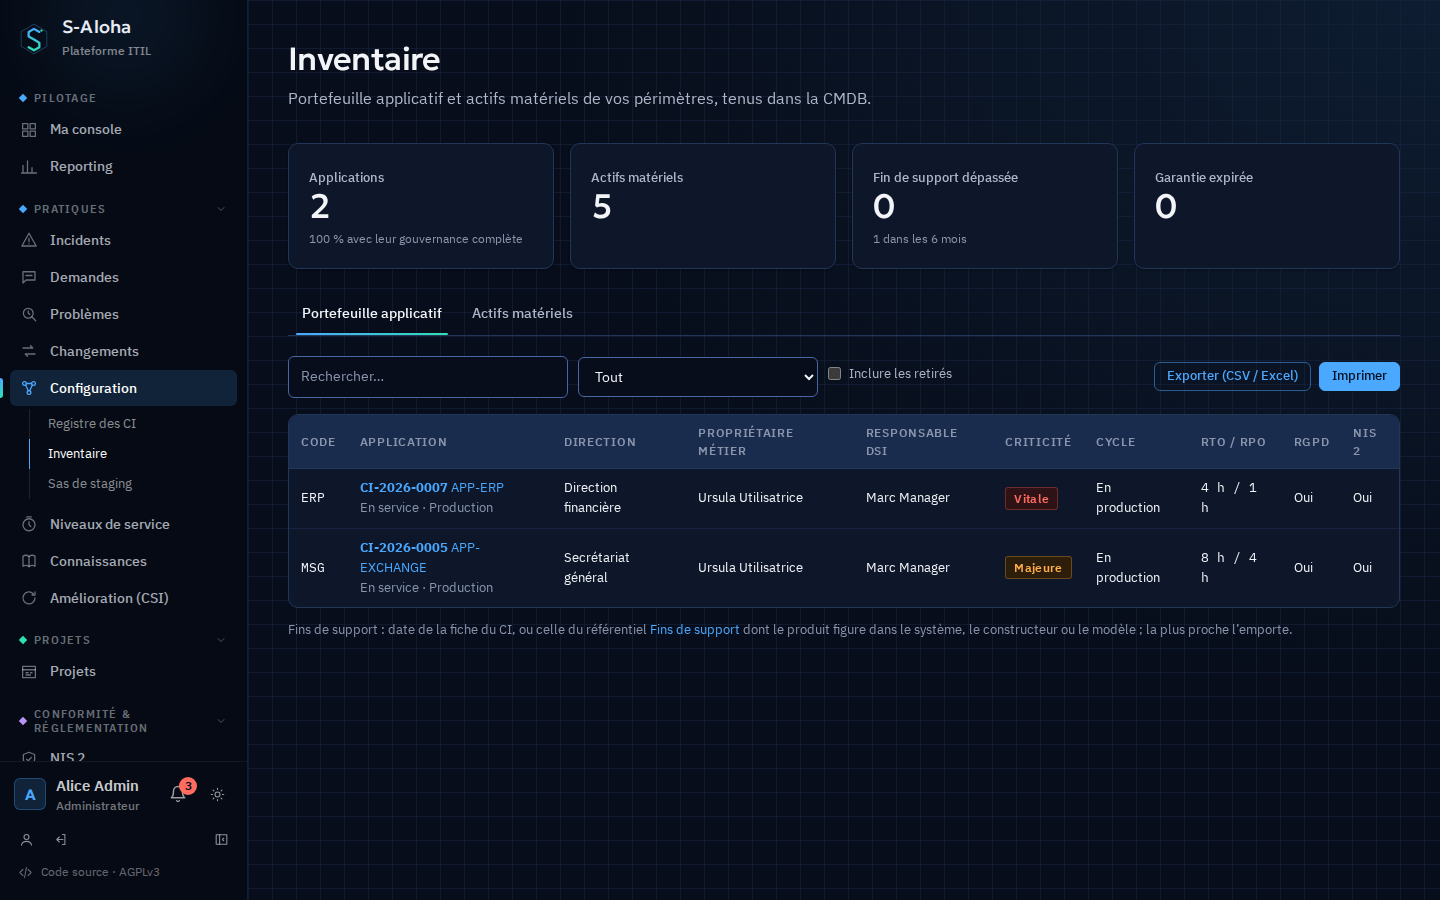 S-Aloha
Plateforme ITIL
PILOTAGE
Ma console
Reporting
PRATIQUES
Incidents
Demandes
Problèmes
Changements
Configuration
Registre des CI
Inventaire
Sas de staging
Niveaux de service
Connaissances
Amélioration (CSI)
PROJETS
Projets
CONFORMITÉ &
RÉGLEMENTATION
NIS 2
A
Alice Admin
Administrateur
3
Code source · AGPLv3
Inventaire
Portefeuille applicatif et actifs matériels de vos périmètres, tenus dans la CMDB.
Applications
2
100 % avec leur gouvernance complète
Actifs matériels
5
Fin de support dépassée
0
1 dans les 6 mois
Garantie expirée
0
Portefeuille applicatif Actifs matériels
Rechercher... Tout Inclure les retirés Exporter (CSV / Excel) Imprimer
CODE APPLICATION DIRECTION PROPRIÉTAIRE MÉTIER RESPONSABLE DSI CRITICITÉ CYCLE RTO / RPO RGPD NIS 2
ERP CI-2026-0007 APP-ERP Direction financière Ursula Utilisatrice Marc Manager Vitale En production 4 h / 1 h Oui Oui
En service · Production
MSG CI-2026-0005 APP-EXCHANGE Secrétariat général Ursula Utilisatrice Marc Manager Majeure En production 8 h / 4 h Oui Oui
En service · Production
Fins de support : date de la fiche du CI, ou celle du référentiel Fins de support dont le produit figure dans le système, le constructeur ou le modèle ; la plus proche l’emporte.